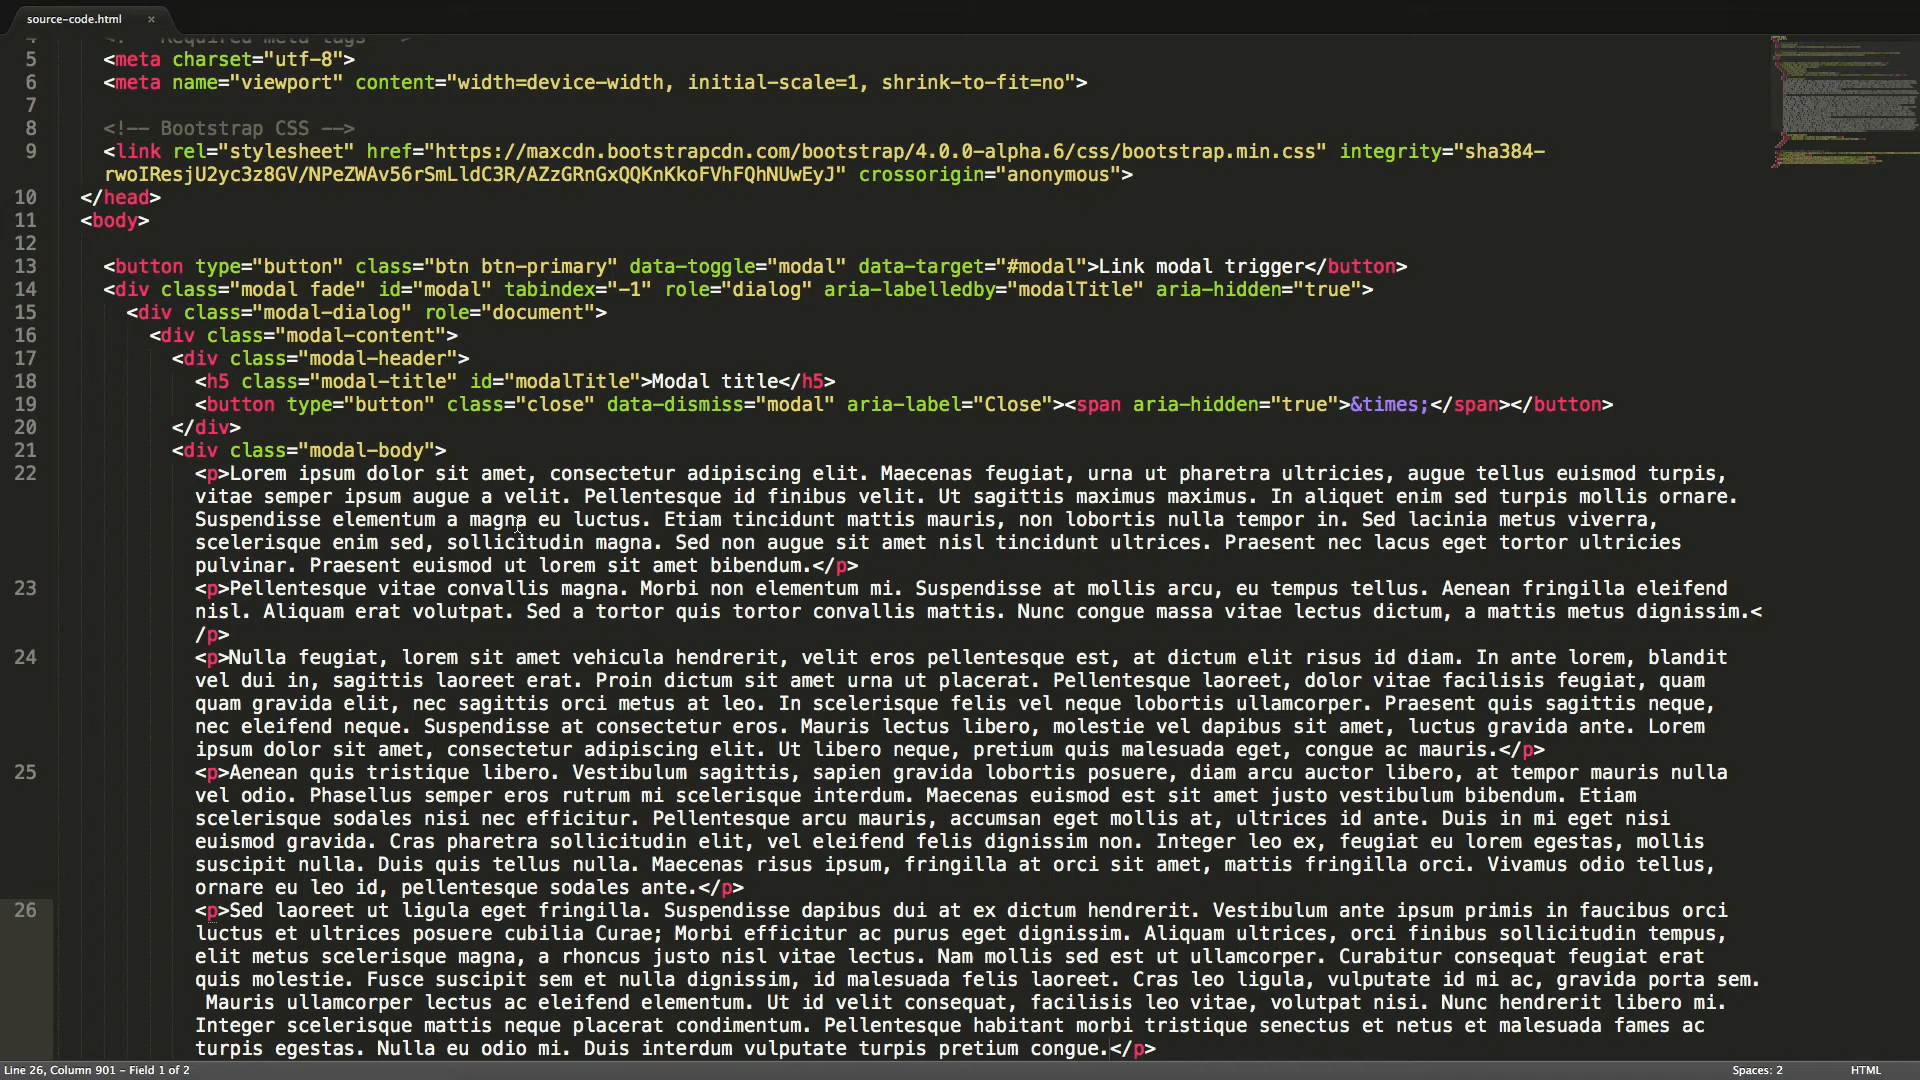 source-code.html ×
4 <!-- Required meta tags -->
5 <meta charset="utf-8">
6 <meta name="viewport" content="width=device-width, initial-scale=1, shrink-to-fit=no">
7
8 <!-- Bootstrap CSS -->
9 <link rel="stylesheet" href="https://maxcdn.bootstrapcdn.com/bootstrap/4.0.0-alpha.6/css/bootstrap.min.css" integrity="sha384-
rwoIResjU2yc3z8GV/NPeZWAv56rSmLldC3R/AZzGRnGxQQKnKkoFVhFQhNUwEyJ" crossorigin="anonymous">
10 </head>
11 <body>
12
13 <button type="button" class="btn btn-primary" data-toggle="modal" data-target="#modal">Link modal trigger</button>
14 <div class="modal fade" id="modal" tabindex="-1" role="dialog" aria-labelledby="modalTitle" aria-hidden="true">
15 <div class="modal-dialog" role="document">
16 <div class="modal-content">
17 <div class="modal-header">
18 <h5 class="modal-title" id="modalTitle">Modal title</h5>
19 <button type="button" class="close" data-dismiss="modal" aria-label="Close"><span aria-hidden="true">&times;</span></button>
20 </div>
21 <div class="modal-body">
22 <p>Lorem ipsum dolor sit amet, consectetur adipiscing elit. Maecenas feugiat, urna ut pharetra ultricies, augue tellus euismod turpis,
vitae semper ipsum augue a velit. Pellentesque id finibus velit. Ut sagittis maximus maximus. In aliquet enim sed turpis mollis ornare.
Suspendisse elementum a magna eu luctus. Etiam tincidunt mattis mauris, non lobortis nulla tempor in. Sed lacinia metus viverra,
scelerisque enim sed, sollicitudin magna. Sed non augue sit amet nisl tincidunt ultrices. Praesent nec lacus eget tortor ultricies
pulvinar. Praesent euismod ut lorem sit amet bibendum.</p>
23 <p>Pellentesque vitae convallis magna. Morbi non elementum mi. Suspendisse at mollis arcu, eu tempus tellus. Aenean fringilla eleifend
nisl. Aliquam erat volutpat. Sed a tortor quis tortor convallis mattis. Nunc congue massa vitae lectus dictum, a mattis metus dignissim.<
/p>
24 <p>Nulla feugiat, lorem sit amet vehicula hendrerit, velit eros pellentesque est, at dictum elit risus id diam. In ante lorem, blandit
vel dui in, sagittis laoreet erat. Proin dictum sit amet urna ut placerat. Pellentesque laoreet, dolor vitae facilisis feugiat, quam
quam gravida elit, nec sagittis orci metus at leo. In scelerisque felis vel neque lobortis ullamcorper. Praesent quis sagittis neque,
nec eleifend neque. Suspendisse at consectetur eros. Mauris lectus libero, molestie vel dapibus sit amet, luctus gravida ante. Lorem
ipsum dolor sit amet, consectetur adipiscing elit. Ut libero neque, pretium quis malesuada eget, congue ac mauris.</p>
25 <p>Aenean quis tristique libero. Vestibulum sagittis, sapien gravida lobortis posuere, diam arcu auctor libero, at tempor mauris nulla
vel odio. Phasellus semper eros rutrum mi scelerisque interdum. Maecenas euismod est sit amet justo vestibulum bibendum. Etiam
scelerisque sodales nisi nec efficitur. Pellentesque arcu mauris, accumsan eget mollis at, ultrices id ante. Duis in mi eget nisi
euismod gravida. Cras pharetra sollicitudin elit, vel eleifend felis dignissim non. Integer leo ex, feugiat eu lorem egestas, mollis
suscipit nulla. Duis quis tellus nulla. Maecenas risus ipsum, fringilla at orci sit amet, mattis fringilla orci. Vivamus odio tellus,
ornare eu leo id, pellentesque sodales ante.</p>
26 <p>Sed laoreet ut ligula eget fringilla. Suspendisse dapibus dui at ex dictum hendrerit. Vestibulum ante ipsum primis in faucibus orci
luctus et ultrices posuere cubilia Curae; Morbi efficitur ac purus eget dignissim. Aliquam ultrices, orci finibus sollicitudin tempus,
elit metus scelerisque magna, a rhoncus justo nisl vitae lectus. Nam mollis sed est ut ullamcorper. Curabitur consequat feugiat erat
quis molestie. Fusce suscipit sem et nulla dignissim, id malesuada felis laoreet. Cras leo ligula, vulputate id mi ac, gravida porta sem.
Mauris ullamcorper lectus ac eleifend elementum. Ut id velit consequat, facilisis leo vitae, volutpat nisi. Nunc hendrerit libero mi.
Integer scelerisque mattis neque placerat condimentum. Pellentesque habitant morbi tristique senectus et netus et malesuada fames ac
turpis egestas. Nulla eu odio mi. Duis interdum vulputate turpis pretium congue.</p>
Line 26, Column 901 – Field 1 of 2 Spaces: 2 HTML